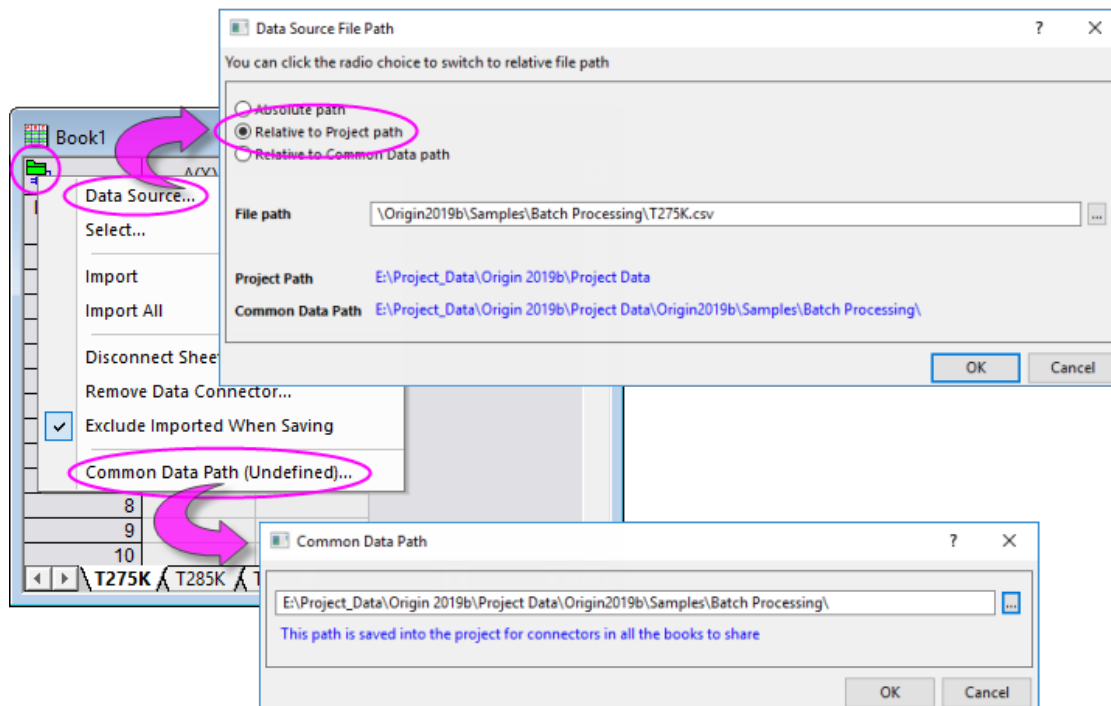 Data Source File Path
You can click the radio choice to switch to relative file path
Absolute path
Relative to Project path
Relative to Common Data path
File path \Origin2019b\Samples\Batch Processing\T275K.csv ...
Project Path E:\Project_Data\Origin 2019b\Project Data
Common Data Path E:\Project_Data\Origin 2019b\Project Data\Origin2019b\Samples\Batch Processing\
OK Cancel
Book1
A(X)
Data Source...
Select...
Import
Import All
Disconnect Shee
Remove Data Connector...
Exclude Imported When Saving
Common Data Path (Undefined)...
8
9
10
T275K T285K T
Common Data Path
E:\Project_Data\Origin 2019b\Project Data\Origin2019b\Samples\Batch Processing\ ...
This path is saved into the project for connectors in all the books to share
OK Cancel